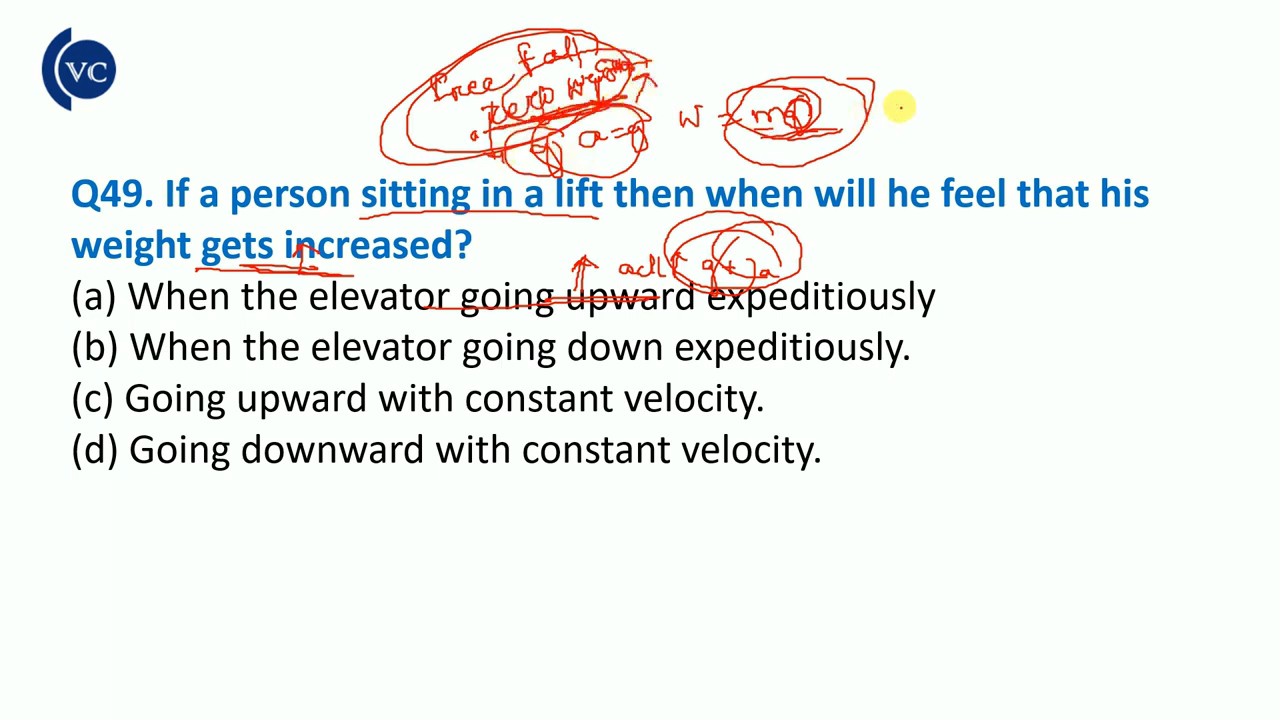 VC
free fall
zero weight
g a=g W = mg
Q49. If a person sitting in a lift then when will he feel that his
weight gets increased?
g + a
(a) When the elevator going upward expeditiously
(b) When the elevator going down expeditiously.
(c) Going upward with constant velocity.
(d) Going downward with constant velocity.